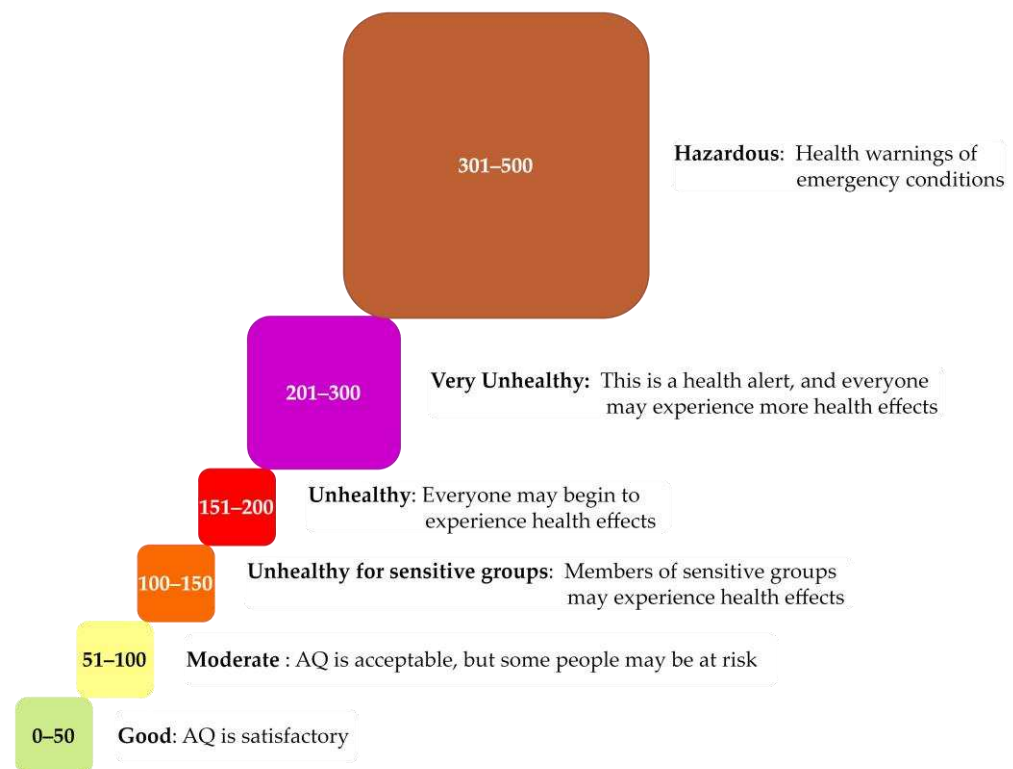 301–500
Hazardous: Health warnings of
emergency conditions
201–300
Very Unhealthy: This is a health alert, and everyone
may experience more health effects
151–200
Unhealthy: Everyone may begin to
experience health effects
100–150
Unhealthy for sensitive groups: Members of sensitive groups
may experience health effects
51–100
Moderate : AQ is acceptable, but some people may be at risk
0–50
Good: AQ is satisfactory